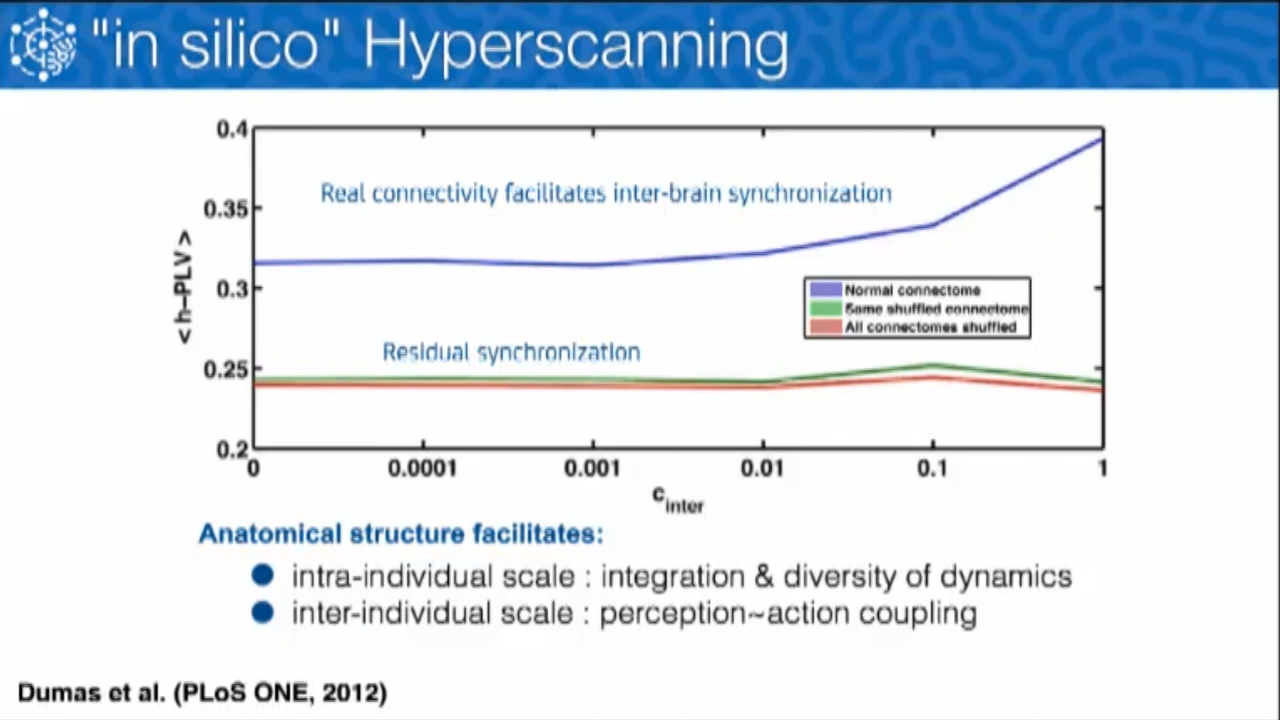 "in silico" Hyperscanning
0.4
Real connectivity facilitates inter-brain synchronization
0.35
< h-PLV >
0.3
Normal connectome
Same shuffled connectome
All connectomes shuffled
Residual synchronization
0.25
0.2
0 0.0001 0.001 0.01 0.1 1
c inter
Anatomical structure facilitates:
intra-individual scale : integration & diversity of dynamics
inter-individual scale : perception~action coupling
Dumas et al. (PLoS ONE, 2012)